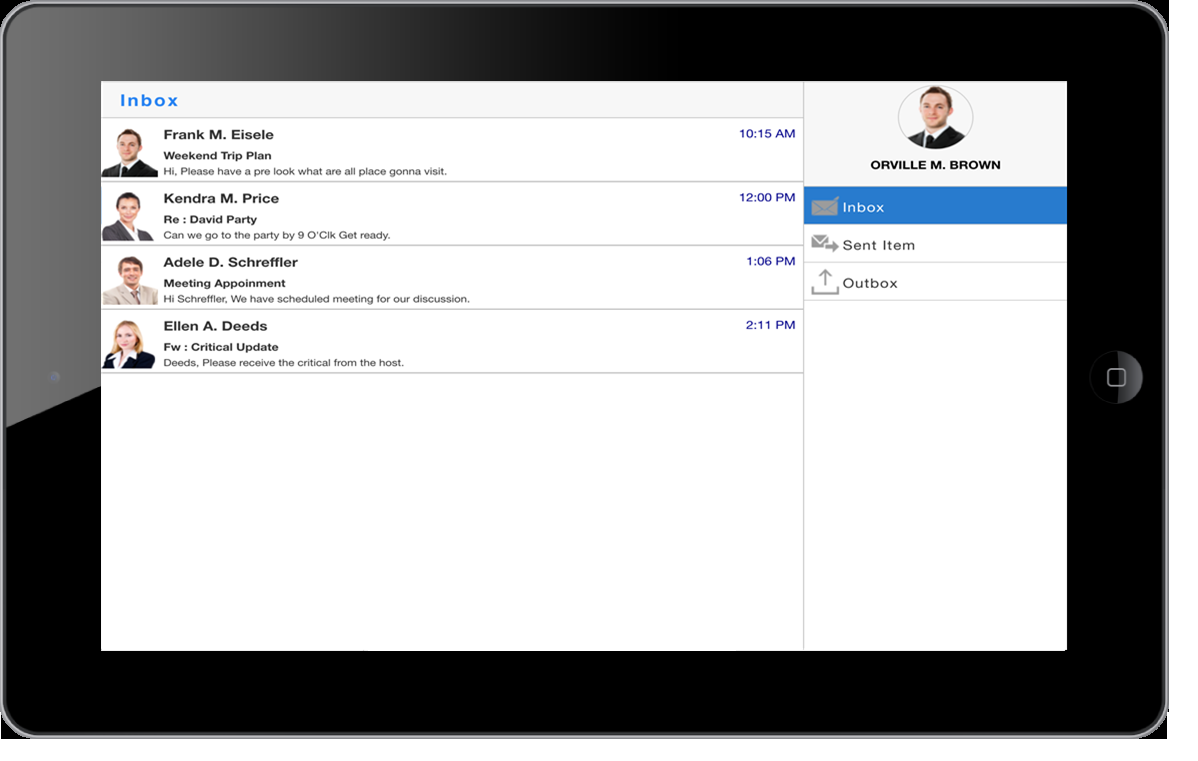 Inbox
Frank M. Eisele
10:15 AM
Weekend Trip Plan
Hi, Please have a pre look what are all place gonna visit.
Kendra M. Price
12:00 PM
Re : David Party
Can we go to the party by 9 O'Clk Get ready.
Adele D. Schreffler
1:06 PM
Meeting Appoinment
Hi Schreffler, We have scheduled meeting for our discussion.
Ellen A. Deeds
2:11 PM
Fw : Critical Update
Deeds, Please receive the critical from the host.
ORVILLE M. BROWN
Inbox
Sent Item
Outbox